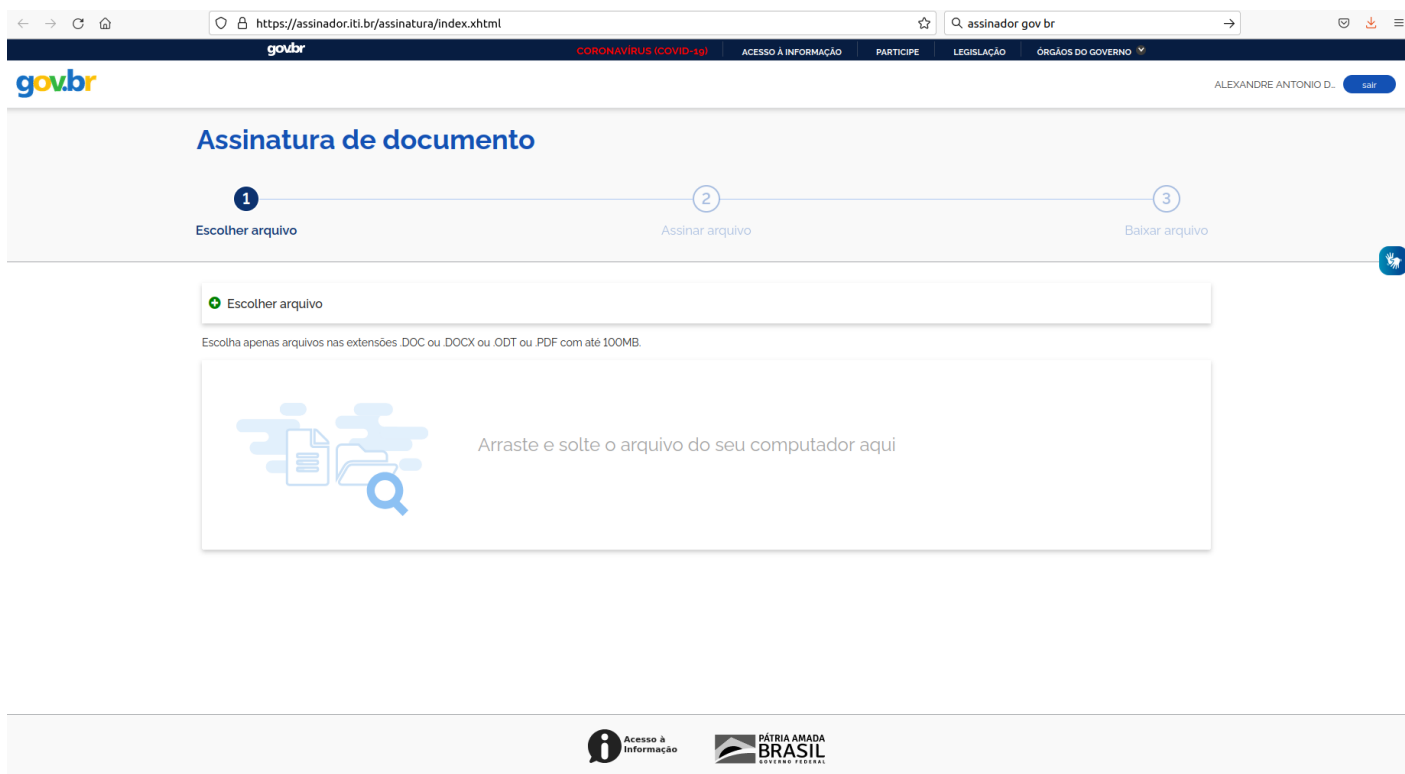 https://assinador.iti.br/assinatura/index.xhtml
assinador gov br
gov.br
CORONAVÍRUS (COVID-19)
ACESSO À INFORMAÇÃO
PARTICIPE
LEGISLAÇÃO
ÓRGÃOS DO GOVERNO
gov.br
ALEXANDRE ANTONIO D...
sair
Assinatura de documento
1
2
3
Escolher arquivo
Assinar arquivo
Baixar arquivo
Escolher arquivo
Escolha apenas arquivos nas extensões .DOC ou .DOCX ou .ODT ou .PDF com até 100MB.
Arraste e solte o arquivo do seu computador aqui
Acesso à
Informação
PÁTRIA AMADA
BRASIL
GOVERNO FEDERAL